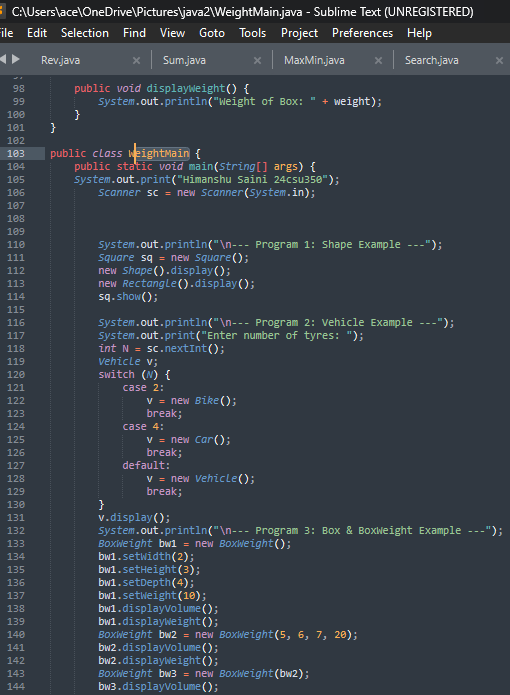 C:\Users\ace\OneDrive\Pictures\java2\WeightMain.java - Sublime Text (UNREGISTERED)
File Edit Selection Find View Goto Tools Project Preferences Help
Rev.java Sum.java MaxMin.java Search.java
97
98 public void displayWeight() {
99 System.out.println("Weight of Box: " + weight);
100 }
101 }
102
103 public class WeightMain {
104 public static void main(String[] args) {
105 System.out.print("Himanshu Saini 24csu350");
106 Scanner sc = new Scanner(System.in);
107
108
109
110 System.out.println("\n--- Program 1: Shape Example ---");
111 Square sq = new Square();
112 new Shape().display();
113 new Rectangle().display();
114 sq.show();
115
116 System.out.println("\n--- Program 2: Vehicle Example ---");
117 System.out.print("Enter number of tyres: ");
118 int N = sc.nextInt();
119 Vehicle v;
120 switch (N) {
121 case 2:
122 v = new Bike();
123 break;
124 case 4:
125 v = new Car();
126 break;
127 default:
128 v = new Vehicle();
129 break;
130 }
131 v.display();
132 System.out.println("\n--- Program 3: Box & BoxWeight Example ---");
133 BoxWeight bw1 = new BoxWeight();
134 bw1.setWidth(2);
135 bw1.setHeight(3);
136 bw1.setDepth(4);
137 bw1.setWeight(10);
138 bw1.displayVolume();
139 bw1.displayWeight();
140 BoxWeight bw2 = new BoxWeight(5, 6, 7, 20);
141 bw2.displayVolume();
142 bw2.displayWeight();
143 BoxWeight bw3 = new BoxWeight(bw2);
144 bw3.displayVolume();